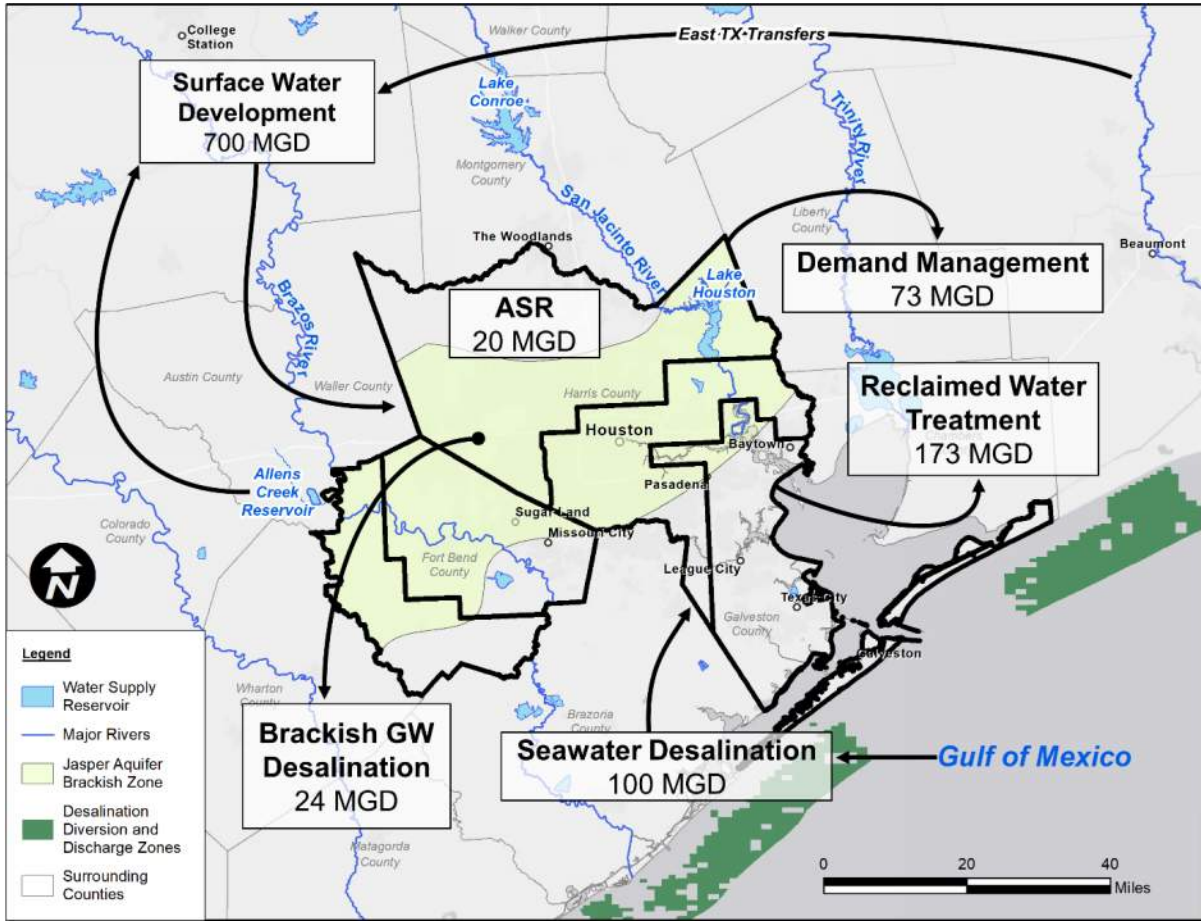 College
Station
Walker County
East TX Transfers
Surface Water
Development
700 MGD
Lake
Conroe
Trinity River
Montgomery
County
San Jacinto River
Liberty
County
The Woodlands
Beaumont
Demand Management
73 MGD
Lake
Houston
ASR
20 MGD
Brazos River
Austin County
Waller County
Harris County
Reclaimed Water
Treatment
173 MGD
Houston
Baytown
Pasadena
Allens
Creek
Reservoir
Sugar Land
Missouri City
Colorado
County
Fort Bend
County
League City
Texas City
Galveston
County
Galveston
N
Legend
Water Supply
Reservoir
Major Rivers
Jasper Aquifer
Brackish Zone
Desalination
Diversion and
Discharge Zones
Surrounding
Counties
Wharton
County
Brazoria
County
Brackish GW
Desalination
24 MGD
Seawater Desalination
100 MGD
Gulf of Mexico
Matagorda
County
0 20 40
Miles